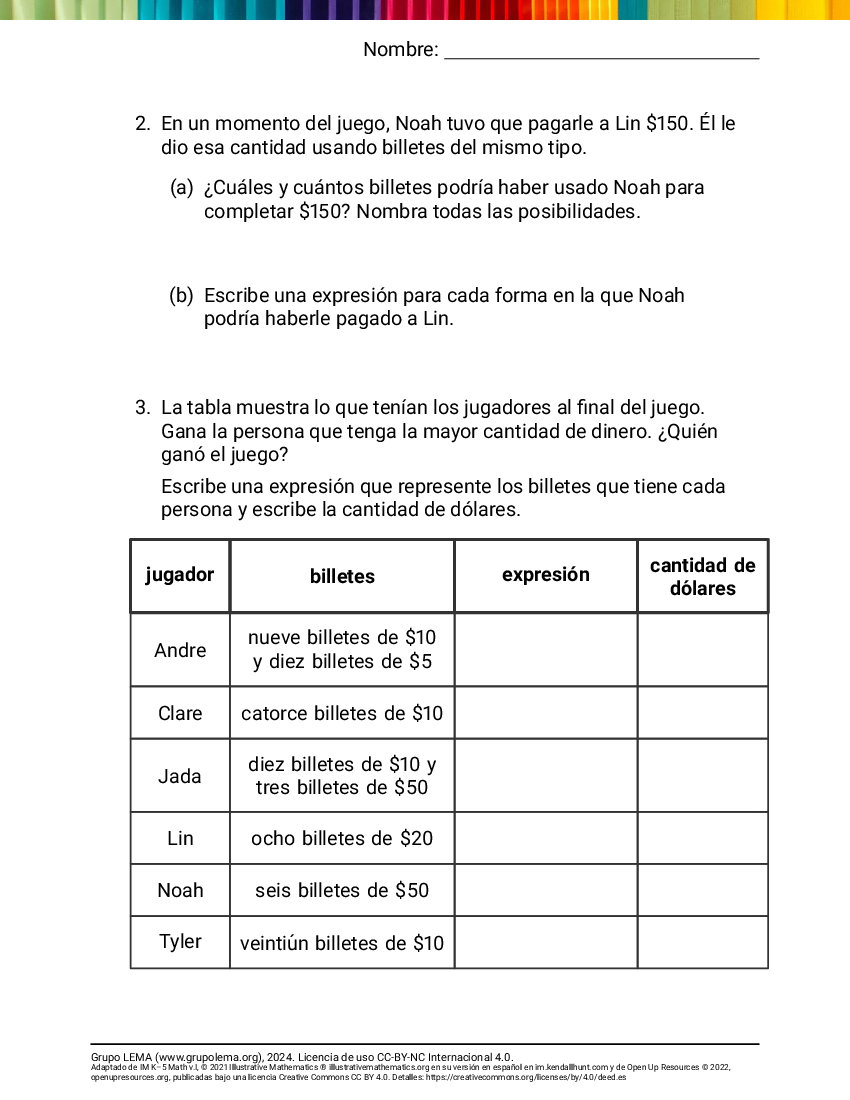 Nombre:
2. En un momento del juego, Noah tuvo que pagarle a Lin $150. Él le
dio esa cantidad usando billetes del mismo tipo.
(a) ¿Cuáles y cuántos billetes podría haber usado Noah para
completar $150? Nombra todas las posibilidades.
(b) Escribe una expresión para cada forma en la que Noah
podría haberle pagado a Lin.
3. La tabla muestra lo que tenían los jugadores al final del juego.
Gana la persona que tenga la mayor cantidad de dinero. ¿Quién
ganó el juego?
Escribe una expresión que represente los billetes que tiene cada
persona y escribe la cantidad de dólares.
jugador billetes expresión cantidad de
dólares
Andre nueve billetes de $10
y diez billetes de $5
Clare catorce billetes de $10
Jada diez billetes de $10 y
tres billetes de $50
Lin ocho billetes de $20
Noah seis billetes de $50
Tyler veintiún billetes de $10
Grupo LEMA (www.grupolema.org), 2024. Licencia de uso CC-BY-NC Internacional 4.0.
Adaptado de IM K–5 Math v.I, © 2021 Illustrative Mathematics ® illustrativemathematics.org en su versión en español en im.kendallhunt.com y de Open Up Resources © 2022,
openupresources.org, publicadas bajo una licencia Creative Commons CC BY 4.0. Detalles: https://creativecommons.org/licenses/by/4.0/deed.es